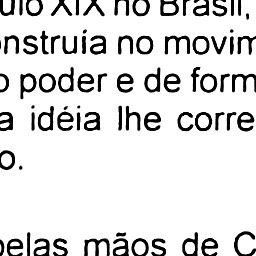 ulo XIX no Brasil,
onstruía no movim
o poder e de form
a idéia lhe corre
o.
pelas mãos de C